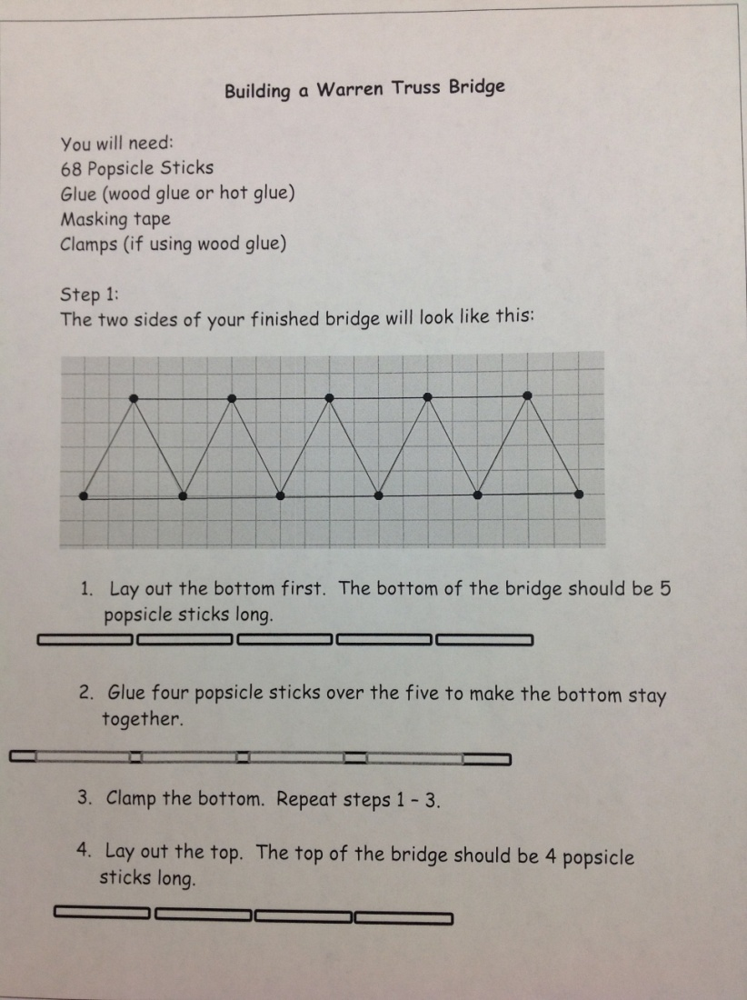 Building a Warren Truss Bridge
You will need:
68 Popsicle Sticks
Glue (wood glue or hot glue)
Masking tape
Clamps (if using wood glue)
Step 1:
The two sides of your finished bridge will look like this:
1. Lay out the bottom first. The bottom of the bridge should be 5
popsicle sticks long.
2. Glue four popsicle sticks over the five to make the bottom stay
together.
3. Clamp the bottom. Repeat steps 1 – 3.
4. Lay out the top. The top of the bridge should be 4 popsicle
sticks long.